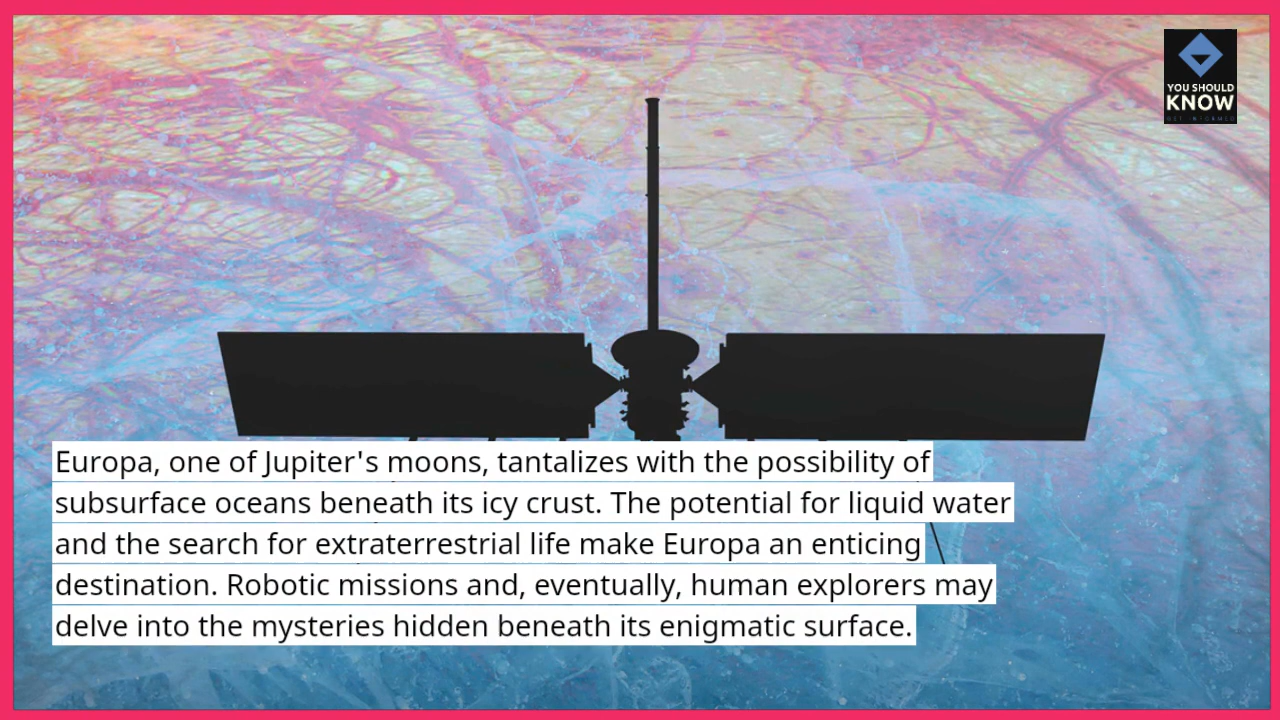 YOU SHOULD
KNOW
GET INFORMED
Europa, one of Jupiter's moons, tantalizes with the possibility of
subsurface oceans beneath its icy crust. The potential for liquid water
and the search for extraterrestrial life make Europa an enticing
destination. Robotic missions and, eventually, human explorers may
delve into the mysteries hidden beneath its enigmatic surface.